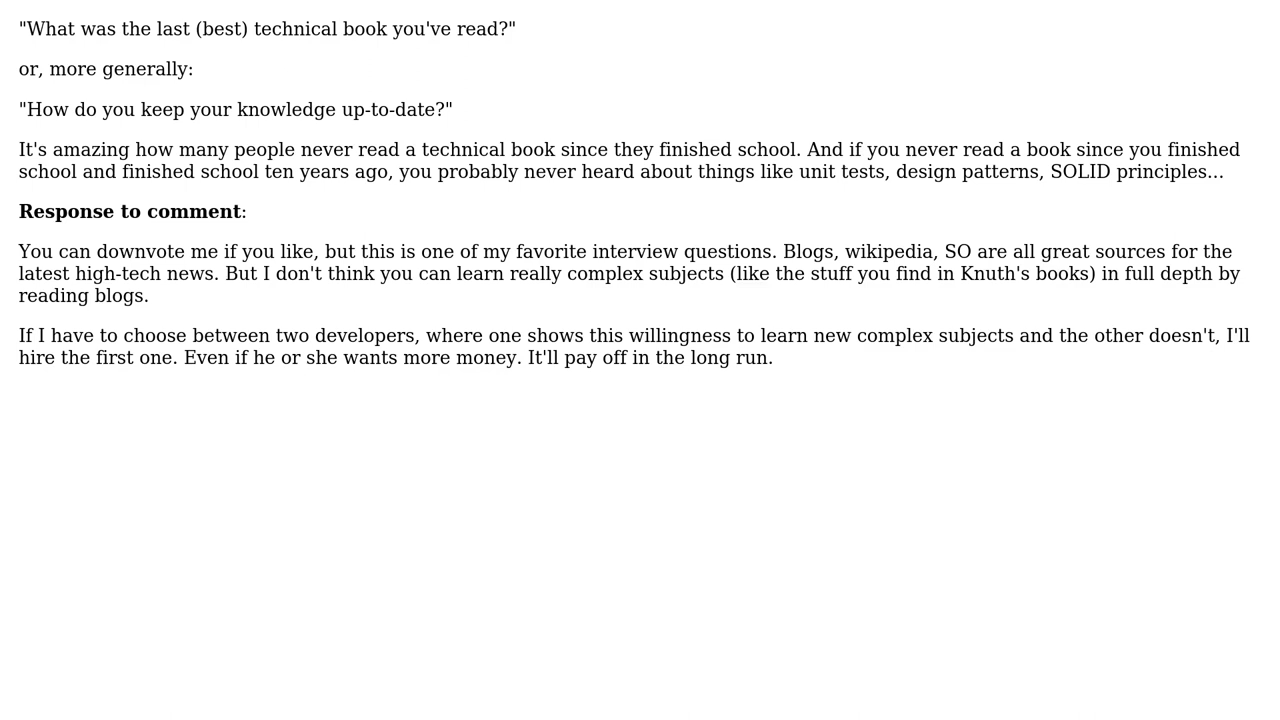 "What was the last (best) technical book you've read?"
or, more generally:
"How do you keep your knowledge up-to-date?"
It's amazing how many people never read a technical book since they finished school. And if you never read a book since you finished
school and finished school ten years ago, you probably never heard about things like unit tests, design patterns, SOLID principles...
Response to comment:
You can downvote me if you like, but this is one of my favorite interview questions. Blogs, wikipedia, SO are all great sources for the
latest high-tech news. But I don't think you can learn really complex subjects (like the stuff you find in Knuth's books) in full depth by
reading blogs.
If I have to choose between two developers, where one shows this willingness to learn new complex subjects and the other doesn't, I'll
hire the first one. Even if he or she wants more money. It'll pay off in the long run.